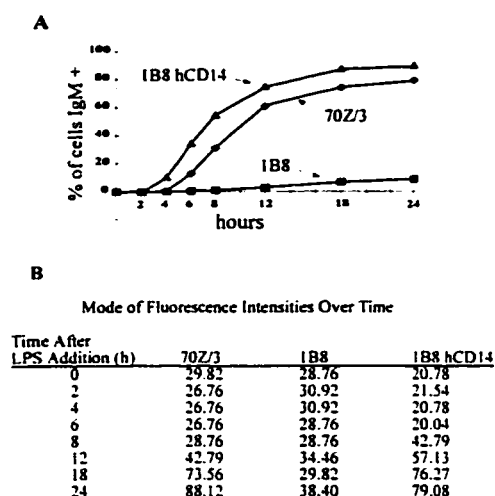 A
100
80
60
40
20
0
% of cells IgM +
1B8 hCD14
70Z/3
1B8
2 4 6 8 12 18 24
hours
B
Mode of Fluorescence Intensities Over Time
Time After
LPS Addition (h) 70Z/3 1B8 1B8 hCD14
0 29.82 28.76 20.78
2 26.76 30.92 21.54
4 26.76 30.92 20.78
6 26.76 28.76 20.04
8 28.76 28.76 42.79
12 42.79 34.46 57.13
18 73.56 29.82 76.27
24 88.12 38.40 79.08